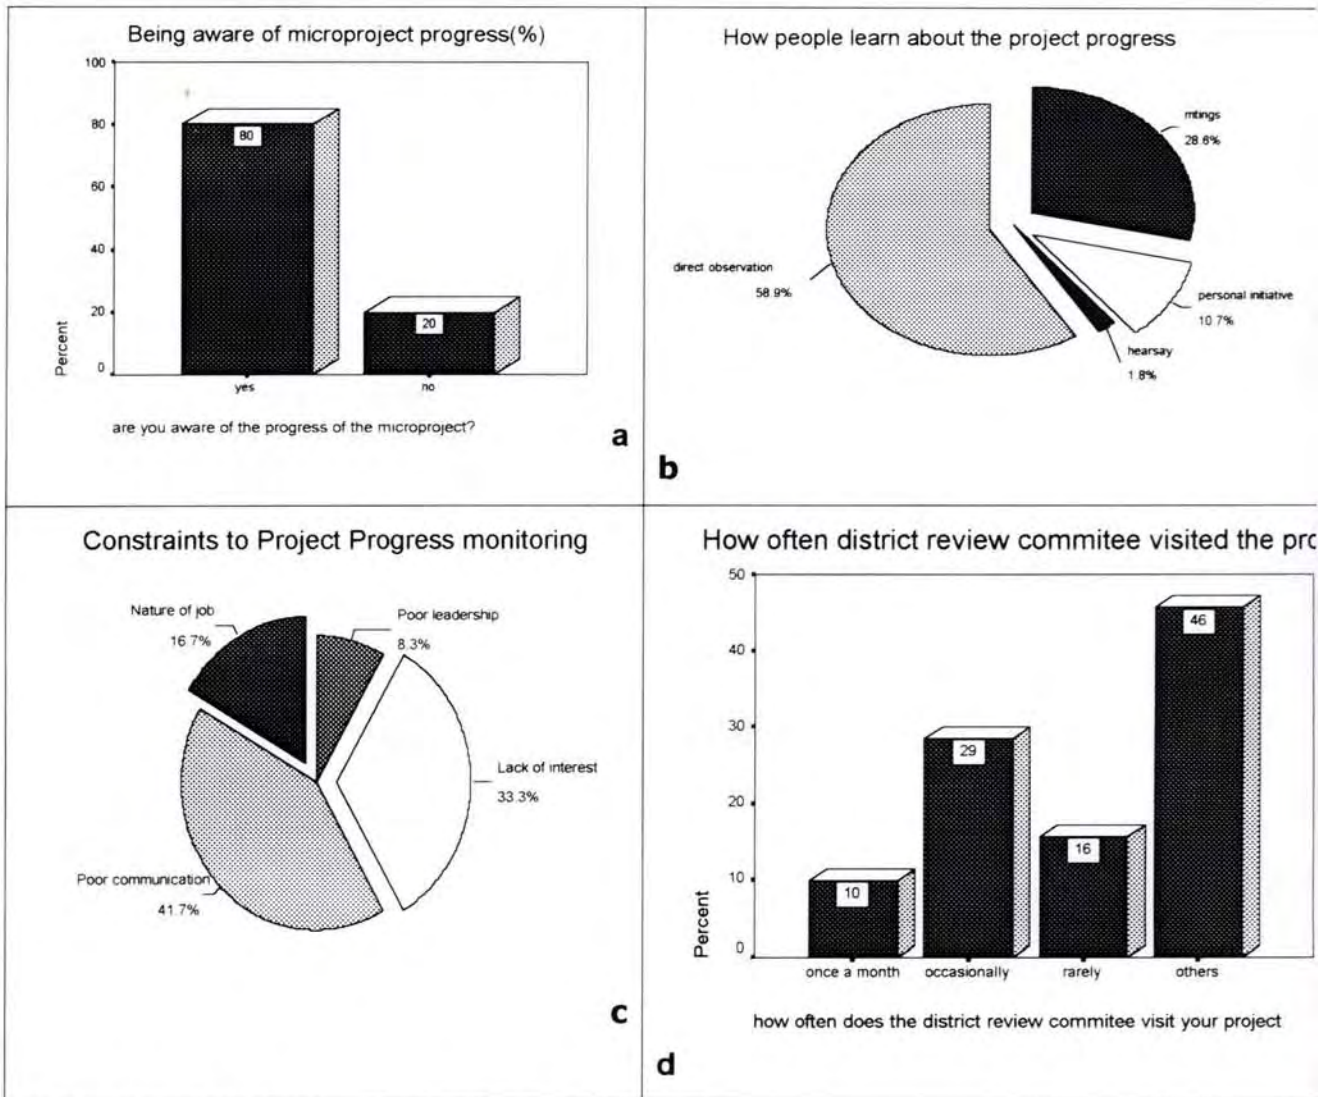 Being aware of microproject progress(%)
100
80
60
40
20
0
Percent
80
20
yes
no
are you aware of the progress of the microproject?
a
How people learn about the project progress
mtings
28.6%
direct observation
58.9%
personal initiative
10.7%
hearsay
1.8%
b
Constraints to Project Progress monitoring
Nature of job
16.7%
Poor leadership
8.3%
Lack of interest
33.3%
Poor communication
41.7%
c
How often district review commitee visited the pro
50
40
30
20
10
0
Percent
10
29
16
46
once a month
occasionally
rarely
others
how often does the district review commitee visit your project
d